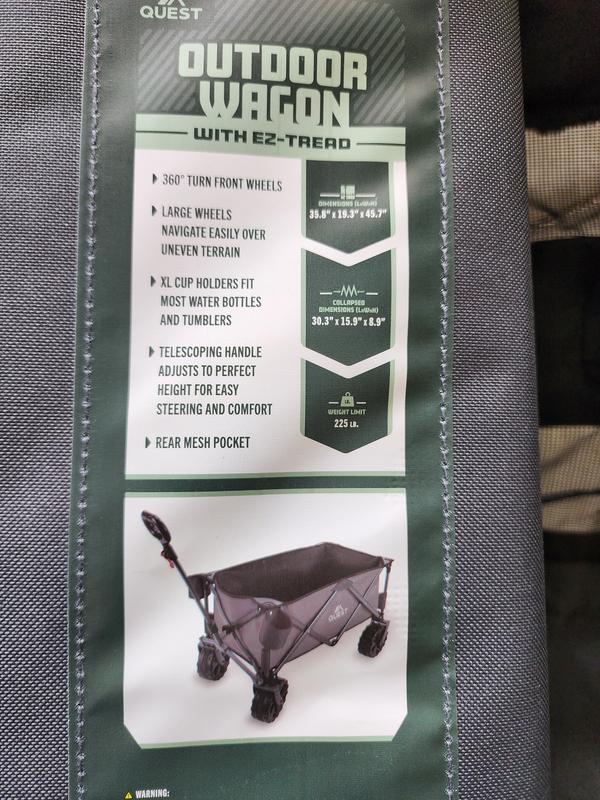 QUEST
OUTDOOR
WAGON
WITH EZ-TREAD
360° TURN FRONT WHEELS
LARGE WHEELS
NAVIGATE EASILY OVER
UNEVEN TERRAIN
XL CUP HOLDERS FIT
MOST WATER BOTTLES
AND TUMBLERS
TELESCOPING HANDLE
ADJUSTS TO PERFECT
HEIGHT FOR EASY
STEERING AND COMFORT
REAR MESH POCKET
DIMENSIONS (LxWxH)
35.8" x 19.3" x 45.7"
COLLAPSED
DIMENSIONS (LxWxH)
30.3" x 15.9" x 8.9"
LB.
WEIGHT LIMIT
225 LB.
QUEST
WARNING: